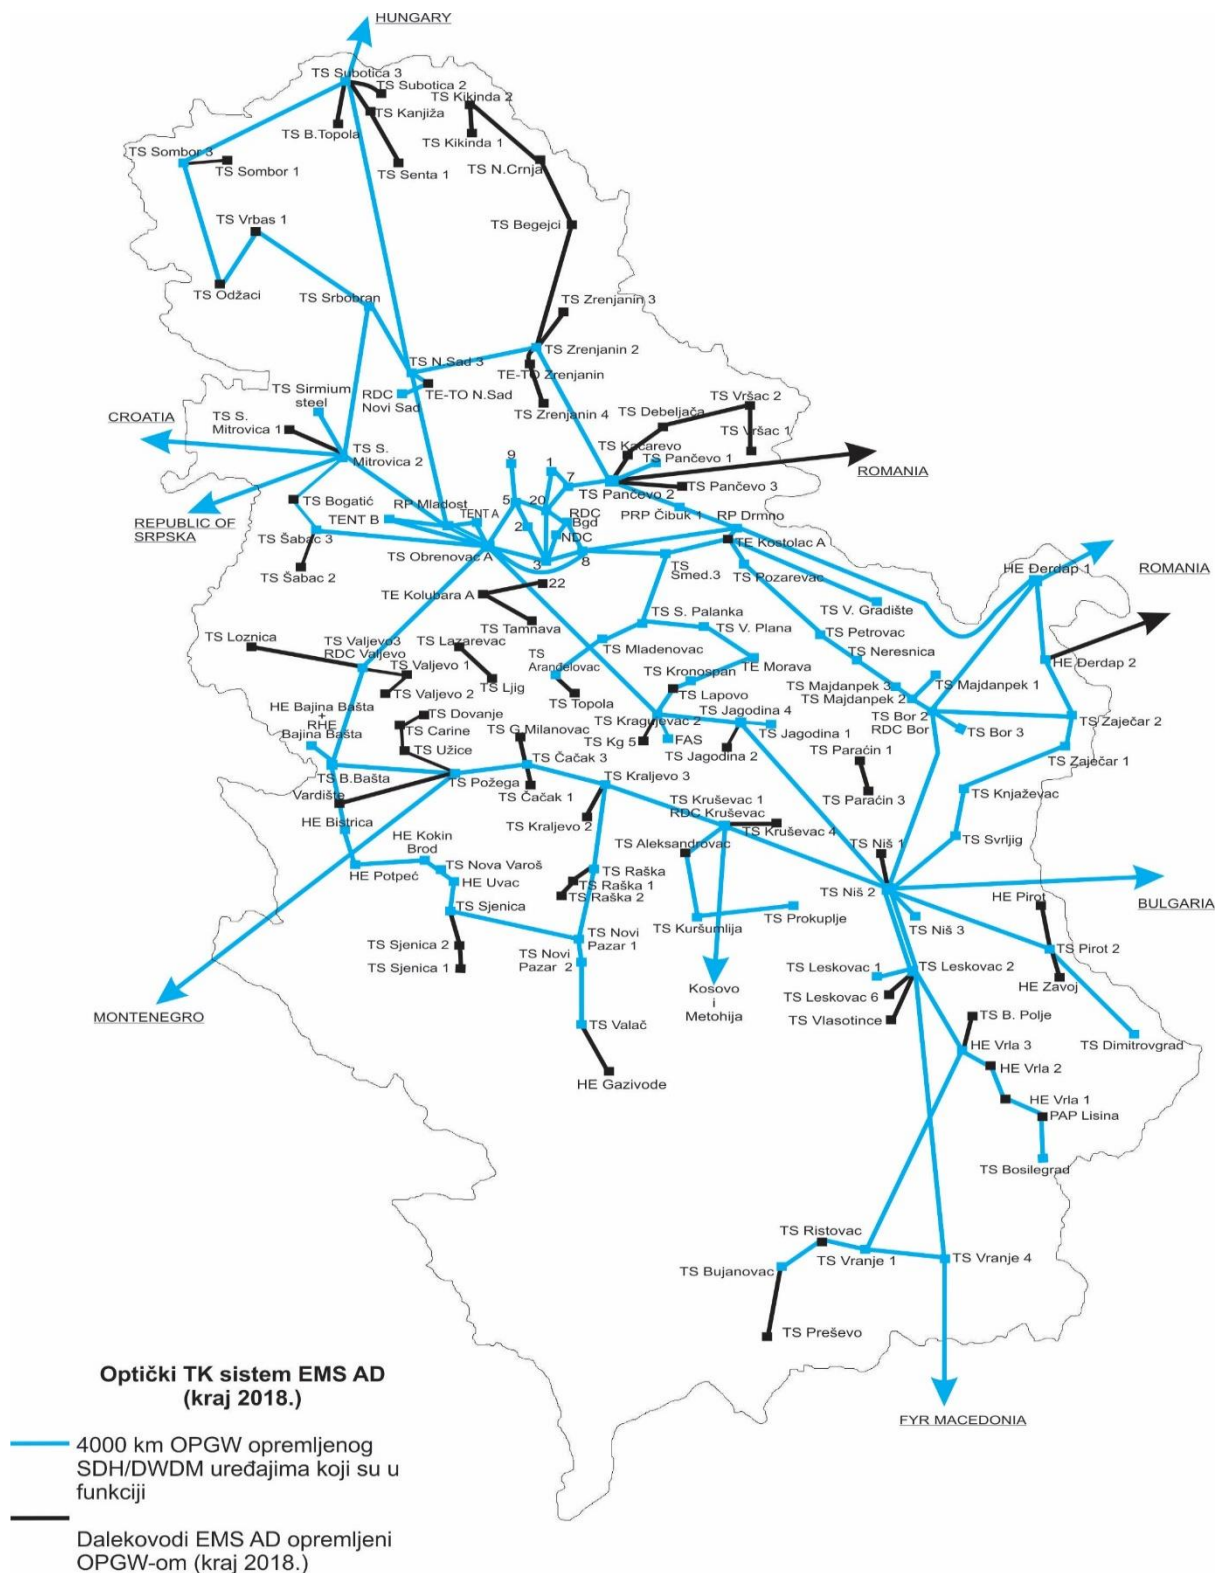 HUNGARY
TS Subotica 3
TS Subotica 2
TS Kanjiža
TS Kikinda 2
TS B.Topola
TS Kikinda 1
TS Sombor 3
TS Sombor 1
TS Senta 1
TS N.Crnja
TS Vrbas 1
TS Begejci
TS Odžaci
TS Srbobran
TS Zrenjanin 3
TS Zrenjanin 2
TS N.Sad 3
TE-TO Zrenjanin
TS Sirmium
steel
RDC
Novi Sad
TE-TO N.Sad
TS Zrenjanin 4
TS Debeljača
TS Vršac 2
CROATIA
TS S.
Mitrovica 1
TS Vršac 1
TS S.
Mitrovica 2
TS Kačarevo
TS Pančevo 1
ROMANIA
9
1
7
TS Pančevo 2
TS Pančevo 3
TS Bogatić
RP Mladost
5
20
REPUBLIC OF
SRPSKA
TENT B
TENT A
2
RDC
Bgd
NDC
PRP Čibuk 1
RP Drmno
TS Šabac 3
TS Obrenovac A
3
8
TE Kostolac A
TS Šabac 2
TS
Smed.3
TS Pozarevac
HE Đerdap 1
ROMANIA
22
TE Kolubara A
TS Tamnava
TS S. Palanka
TS V. Plana
TS V. Gradište
TS Petrovac
TS Loznica
TS Valjevo3
RDC Valjevo
TS Lazarevac
TS Mladenovac
TS Neresnica
TS
Aranđelovac
TE Morava
HE Đerdap 2
TS Valjevo 1
TS Ljig
TS Kronospan
TS Majdanpek 3
TS Majdanpek 1
TS Valjevo 2
TS Topola
TS Lapovo
TS Majdanpek 2
HE Bajina Bašta
+
RHE
Bajina Bašta
TS Dovanje
TS Carine
TS G.Milanovac
TS Kragujevac 2
TS Jagodina 4
TS Bor 2
RDC Bor
TS Zaječar 2
TS Užice
TS Kg 5
FAS
TS Jagodina 1
TS Bor 3
TS Čačak 3
TS Jagodina 2
TS Paraćin 1
TS Zaječar 1
TS B.Bašta
TS Požega
TS Kraljevo 3
TS Čačak 1
TS Paraćin 3
TS Knjaževac
Vardište
HE Bistrica
TS Kraljevo 2
TS Kruševac 1
RDC Kruševac
TS Kruševac 4
HE Kokin
Brod
TS Aleksandrovac
TS Niš 1
TS Svrljig
HE Potpeć
TS Nova Varoš
HE Uvac
TS Raška
TS Raška 1
TS Raška 2
TS Niš 2
HE Pirot
BULGARIA
TS Sjenica
TS Kuršumlija
TS Prokuplje
TS Niš 3
TS Novi
Pazar 1
TS Sjenica 2
TS Novi
Pazar 2
TS Pirot 2
TS Sjenica 1
TS Leskovac 1
TS Leskovac 2
HE Zavoj
Kosovo
i
Metohija
TS Leskovac 6
MONTENEGRO
TS Valač
TS Vlasotince
TS B. Polje
TS Dimitrovgrad
HE Vrla 3
HE Vrla 2
HE Gazivode
HE Vrla 1
PAP Lisina
TS Bosilegrad
TS Ristovac
TS Vranje 1
TS Vranje 4
TS Bujanovac
TS Preševo
FYR MACEDONIA
Optički TK sistem EMS AD
(kraj 2018.)
4000 km OPGW opremljenog
SDH/DWDM uređajima koji su u
funkciji
Dalekovodi EMS AD opremljeni
OPGW-om (kraj 2018.)